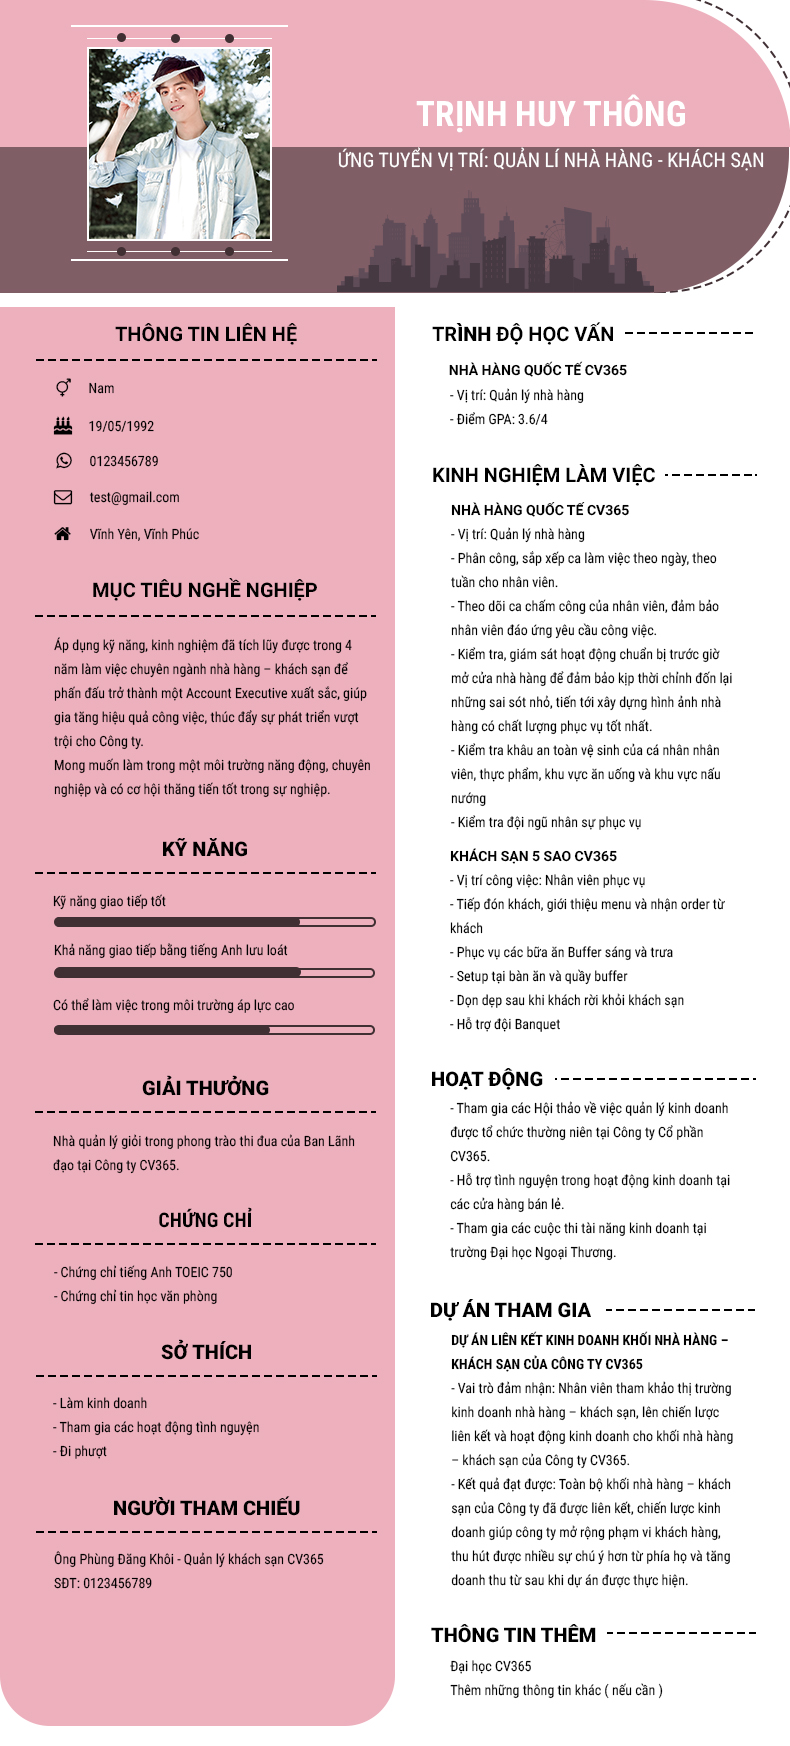 TRỊNH HUY THÔNG
ỨNG TUYỂN VỊ TRÍ: QUẢN LÍ NHÀ HÀNG - KHÁCH SẠN
THÔNG TIN LIÊN HỆ
Nam
19/05/1992
0123456789
test@gmail.com
Vĩnh Yên, Vĩnh Phúc
MỤC TIÊU NGHỀ NGHIỆP
Áp dụng kỹ năng, kinh nghiệm đã tích lũy được trong 4
năm làm việc chuyên ngành nhà hàng – khách sạn để
phấn đấu trở thành một Account Executive xuất sắc, giúp
gia tăng hiệu quả công việc, thúc đẩy sự phát triển vượt
trội cho Công ty.
Mong muốn làm trong một môi trường năng động, chuyên
nghiệp và có cơ hội thăng tiến tốt trong sự nghiệp.
KỸ NĂNG
Kỹ năng giao tiếp tốt
Khả năng giao tiếp bằng tiếng Anh lưu loát
Có thể làm việc trong môi trường áp lực cao
GIẢI THƯỞNG
Nhà quản lý giỏi trong phong trào thi đua của Ban Lãnh
đạo tại Công ty CV365.
CHỨNG CHỈ
- Chứng chỉ tiếng Anh TOEIC 750
- Chứng chỉ tin học văn phòng
SỞ THÍCH
- Làm kinh doanh
- Tham gia các hoạt động tình nguyện
- Đi phượt
NGƯỜI THAM CHIẾU
Ông Phùng Đăng Khôi - Quản lý khách sạn CV365
SĐT: 0123456789
TRÌNH ĐỘ HỌC VẤN
NHÀ HÀNG QUỐC TẾ CV365
- Vị trí: Quản lý nhà hàng
- Điểm GPA: 3.6/4
KINH NGHIỆM LÀM VIỆC
NHÀ HÀNG QUỐC TẾ CV365
- Vị trí: Quản lý nhà hàng
- Phân công, sắp xếp ca làm việc theo ngày, theo
tuần cho nhân viên.
- Theo dõi ca chấm công của nhân viên, đảm bảo
nhân viên đáo ứng yêu cầu công việc.
- Kiểm tra, giám sát hoạt động chuẩn bị trước giờ
mở cửa nhà hàng để đảm bảo kịp thời chỉnh đốn lại
những sai sót nhỏ, tiến tới xây dựng hình ảnh nhà
hàng có chất lượng phục vụ tốt nhất.
- Kiểm tra khâu an toàn vệ sinh của cá nhân nhân
viên, thực phẩm, khu vực ăn uống và khu vực nấu
nướng
- Kiểm tra đội ngũ nhân sự phục vụ
KHÁCH SẠN 5 SAO CV365
- Vị trí công việc: Nhân viên phục vụ
- Tiếp đón khách, giới thiệu menu và nhận order từ
khách
- Phục vụ các bữa ăn Buffer sáng và trưa
- Setup tại bàn ăn và quầy buffer
- Dọn dẹp sau khi khách rời khỏi khách sạn
- Hỗ trợ đội Banquet
HOẠT ĐỘNG
- Tham gia các Hội thảo về việc quản lý kinh doanh
được tổ chức thường niên tại Công ty Cổ phần
CV365.
- Hỗ trợ tình nguyện trong hoạt động kinh doanh tại
các cửa hàng bán lẻ.
- Tham gia các cuộc thi tài năng kinh doanh tại
trường Đại học Ngoại Thương.
DỰ ÁN THAM GIA
DỰ ÁN LIÊN KẾT KINH DOANH KHỐI NHÀ HÀNG –
KHÁCH SẠN CỦA CÔNG TY CV365
- Vai trò đảm nhận: Nhân viên tham khảo thị trường
kinh doanh nhà hàng – khách sạn, lên chiến lược
liên kết và hoạt động kinh doanh cho khối nhà hàng
– khách sạn của Công ty CV365.
- Kết quả đạt được: Toàn bộ khối nhà hàng – khách
sạn của Công ty đã được liên kết, chiến lược kinh
doanh giúp công ty mở rộng phạm vi khách hàng,
thu hút được nhiều sự chú ý hơn từ phía họ và tăng
doanh thu từ sau khi dự án được thực hiện.
THÔNG TIN THÊM
Đại học CV365
Thêm những thông tin khác ( nếu cần )